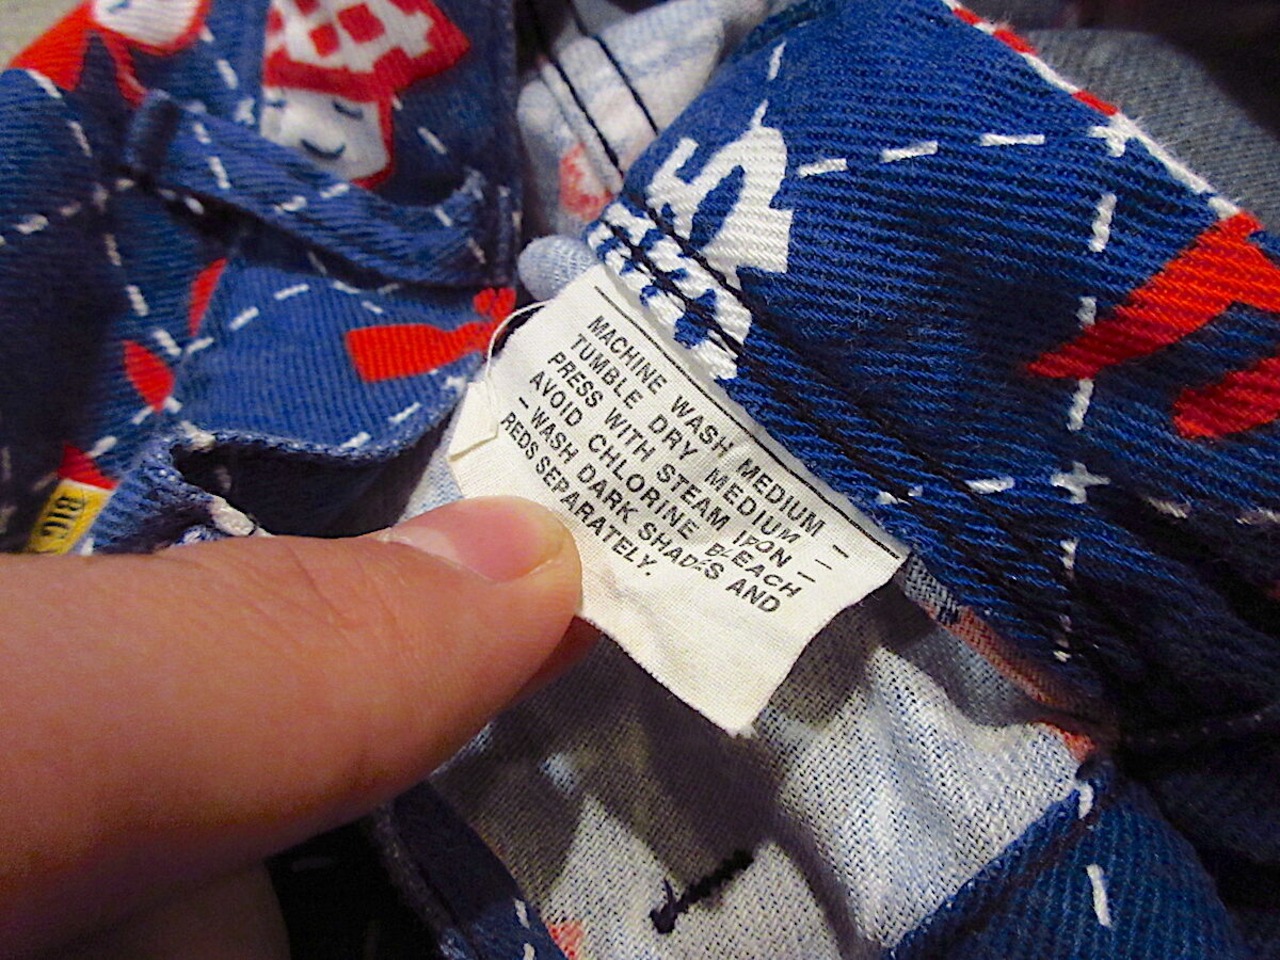 MACHINE WASH MEDIUM –
TUMBLE DRY MEDIUM –
PRESS WITH STEAM IRON –
AVOID CHLORINE BLEACH
– WASH DARK SHADES AND
REDS SEPARATELY.
BIG